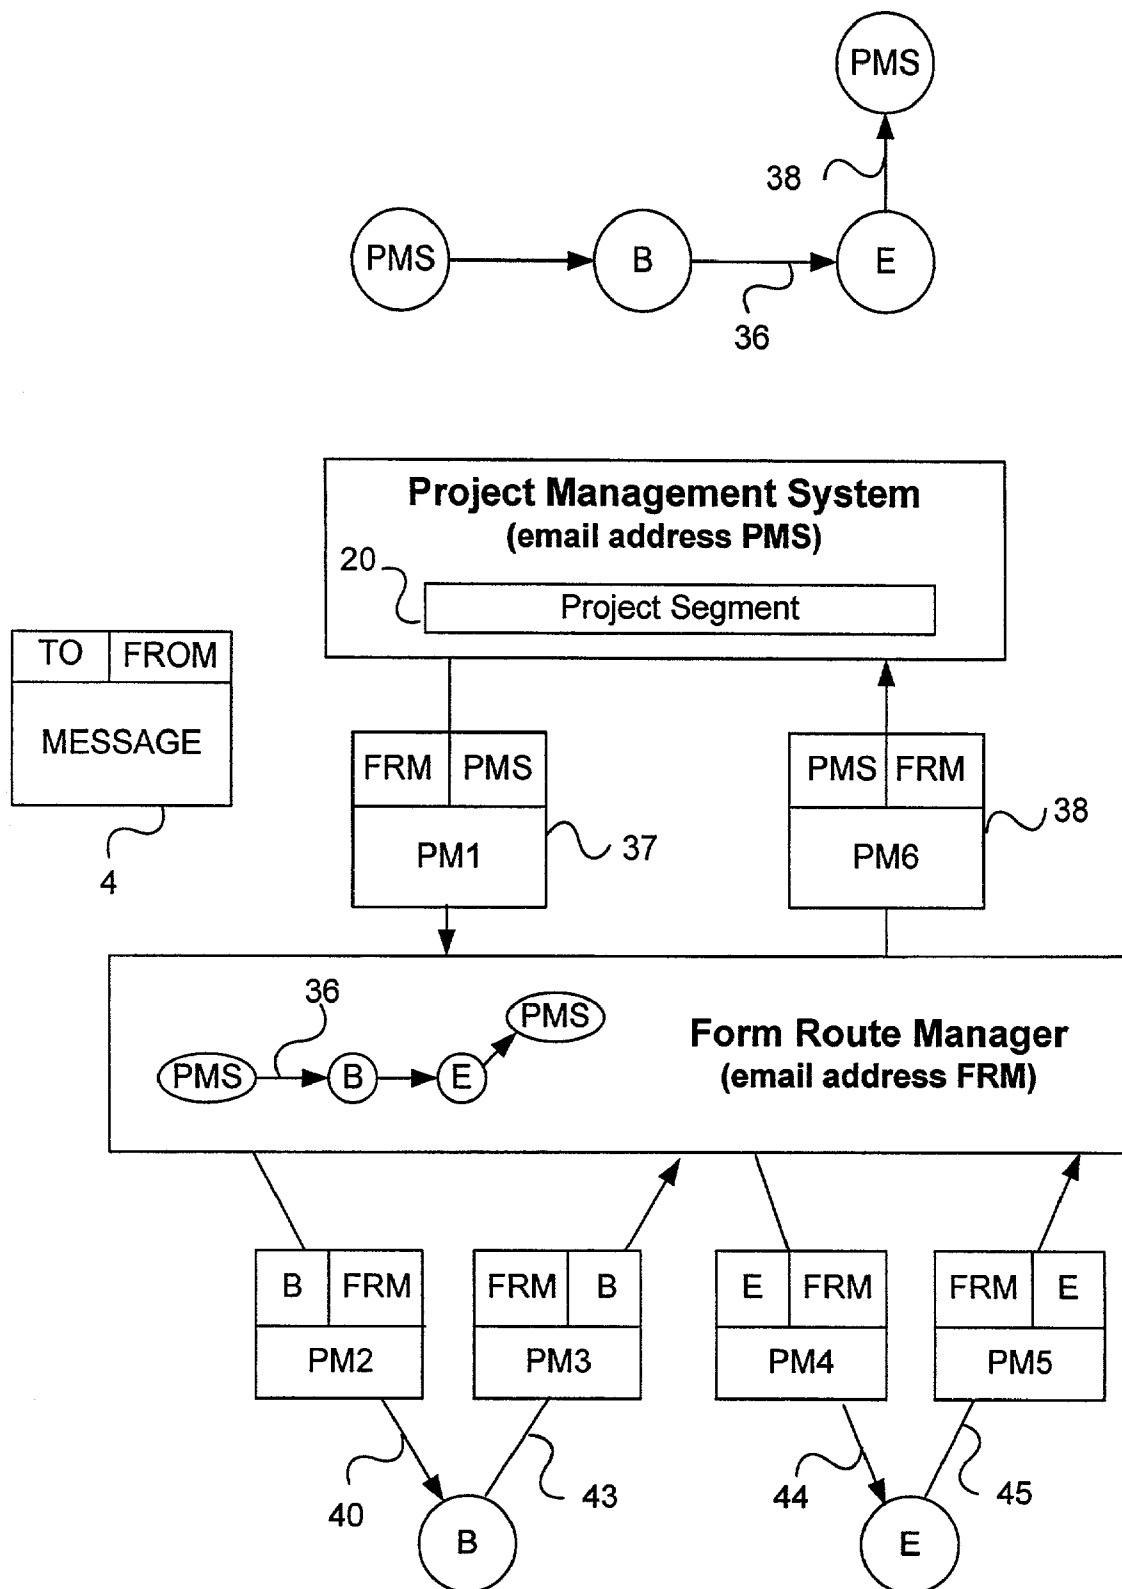 PMS
38
PMS B E
36
Project Management System
(email address PMS)
20
Project Segment
TO FROM
MESSAGE
4
FRM PMS
PM1
37
PMS FRM
PM6
38
36
PMS
PMS B E
Form Route Manager
(email address FRM)
B FRM
PM2
FRM B
PM3
E FRM
PM4
FRM E
PM5
40
43
44
45
B
E